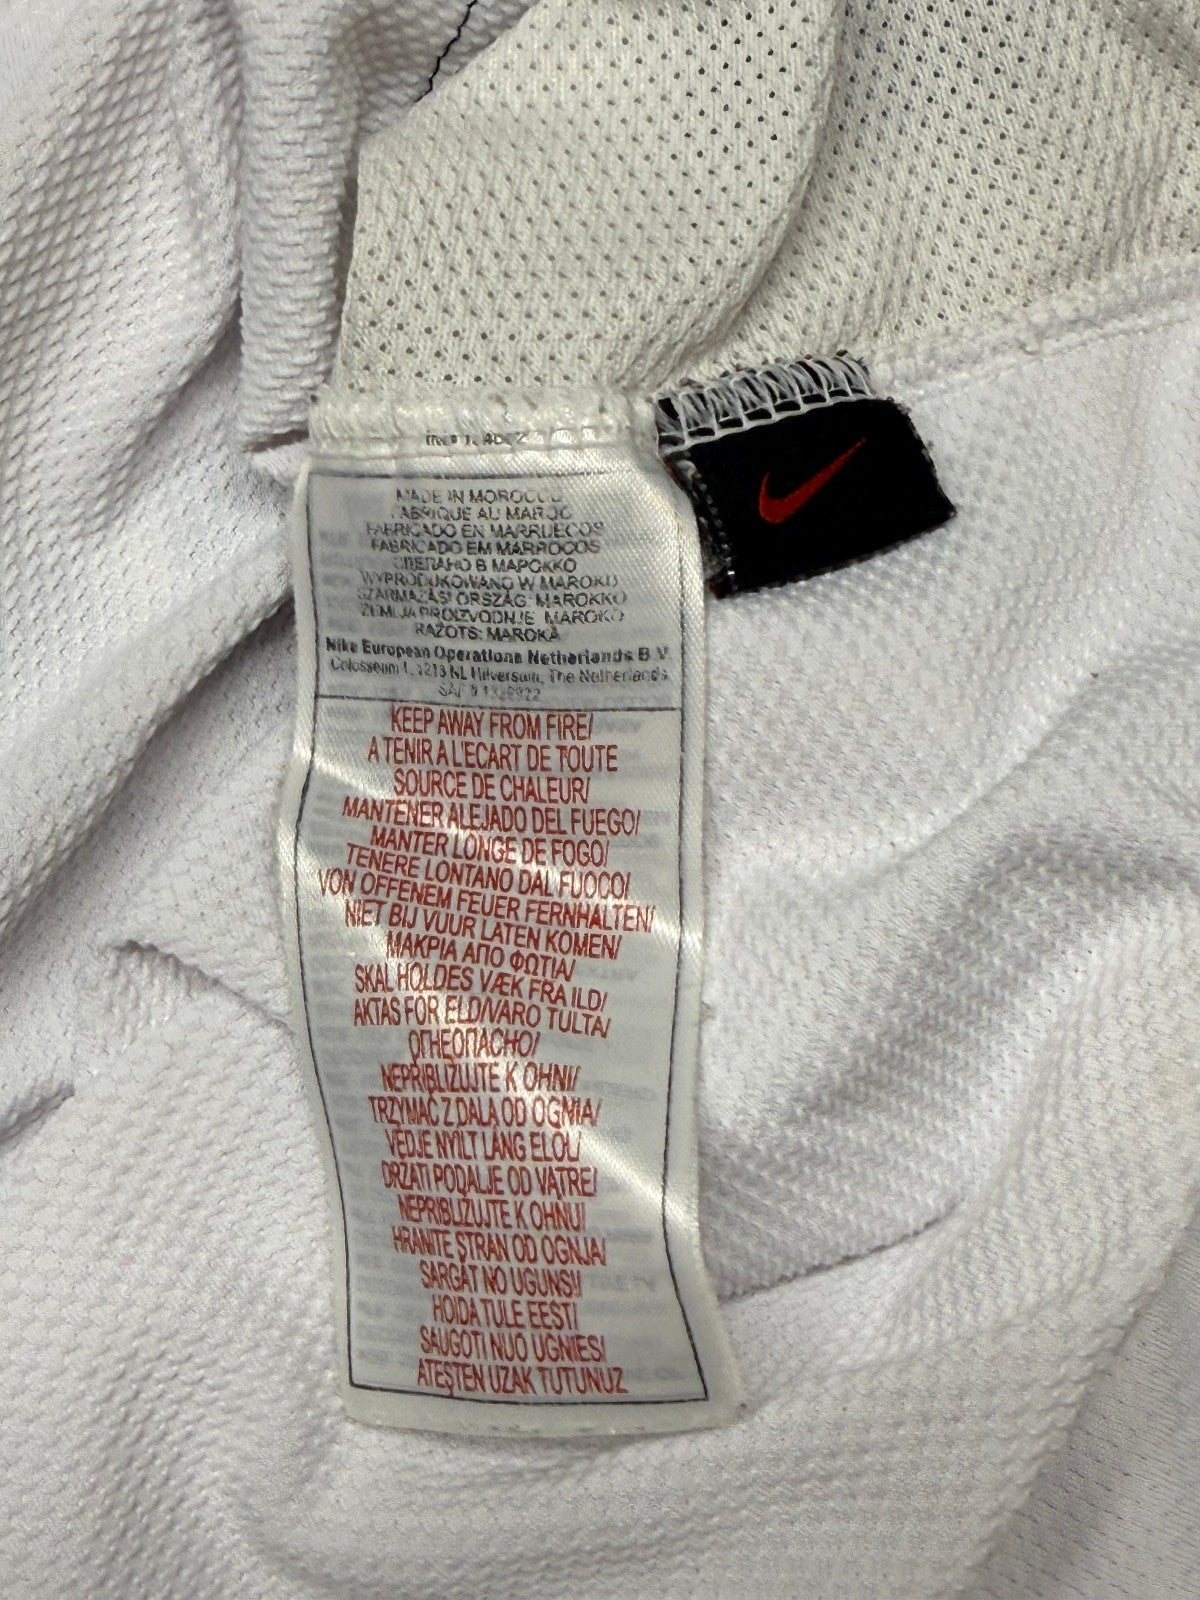 MADE IN MOROCCO
FABRIQUE AU MAROC
FABRICADO EN MARRUECOS
FABRICADO EM MARROCOS
СДЕЛАНО В МАРОККО
WYPRODUKOWANO W MAROKO
SZÁRMAZÁSI ORSZÁG: MAROKKO
ZEMLJA PROIZVODNJE: MAROKO
RAŽOTS: MAROKĀ
Nike European Operations Netherlands B.V.
Colosseum 1, 1213 NL Hilversum, The Netherlands
KEEP AWAY FROM FIRE/
A TENIR A L'ECART DE TOUTE
SOURCE DE CHALEUR/
MANTENER ALEJADO DEL FUEGO/
MANTER LONGE DE FOGO/
TENERE LONTANO DAL FUOCO/
VON OFFENEM FEUER FERNHALTEN/
NIET BIJ VUUR LATEN KOMEN/
ΜΑΚΡΙΑ ΑΠΟ ΦΩΤΙΑ/
SKAL HOLDES VÆK FRA ILD/
AKTAS FÖR ELD/VARO TULTA/
ОГНЕОПАСНО/
NEPŘIBLIŽUJTE K OHNI/
TRZYMAĆ Z DALA OD OGNIA/
VÉDJE NYÍLT LÁNG ELÖL/
DRŽATI PODALJE OD VATRE/
NEPRIBLIŽUJTE K OHŇU/
HRANITE STRAN OD OGNJA/
SARGĀT NO UGUNS!/
HOIDA TULE EEST/
SAUGOTI NUO UGNIES/
ATEŞTEN UZAK TUTUNUZ